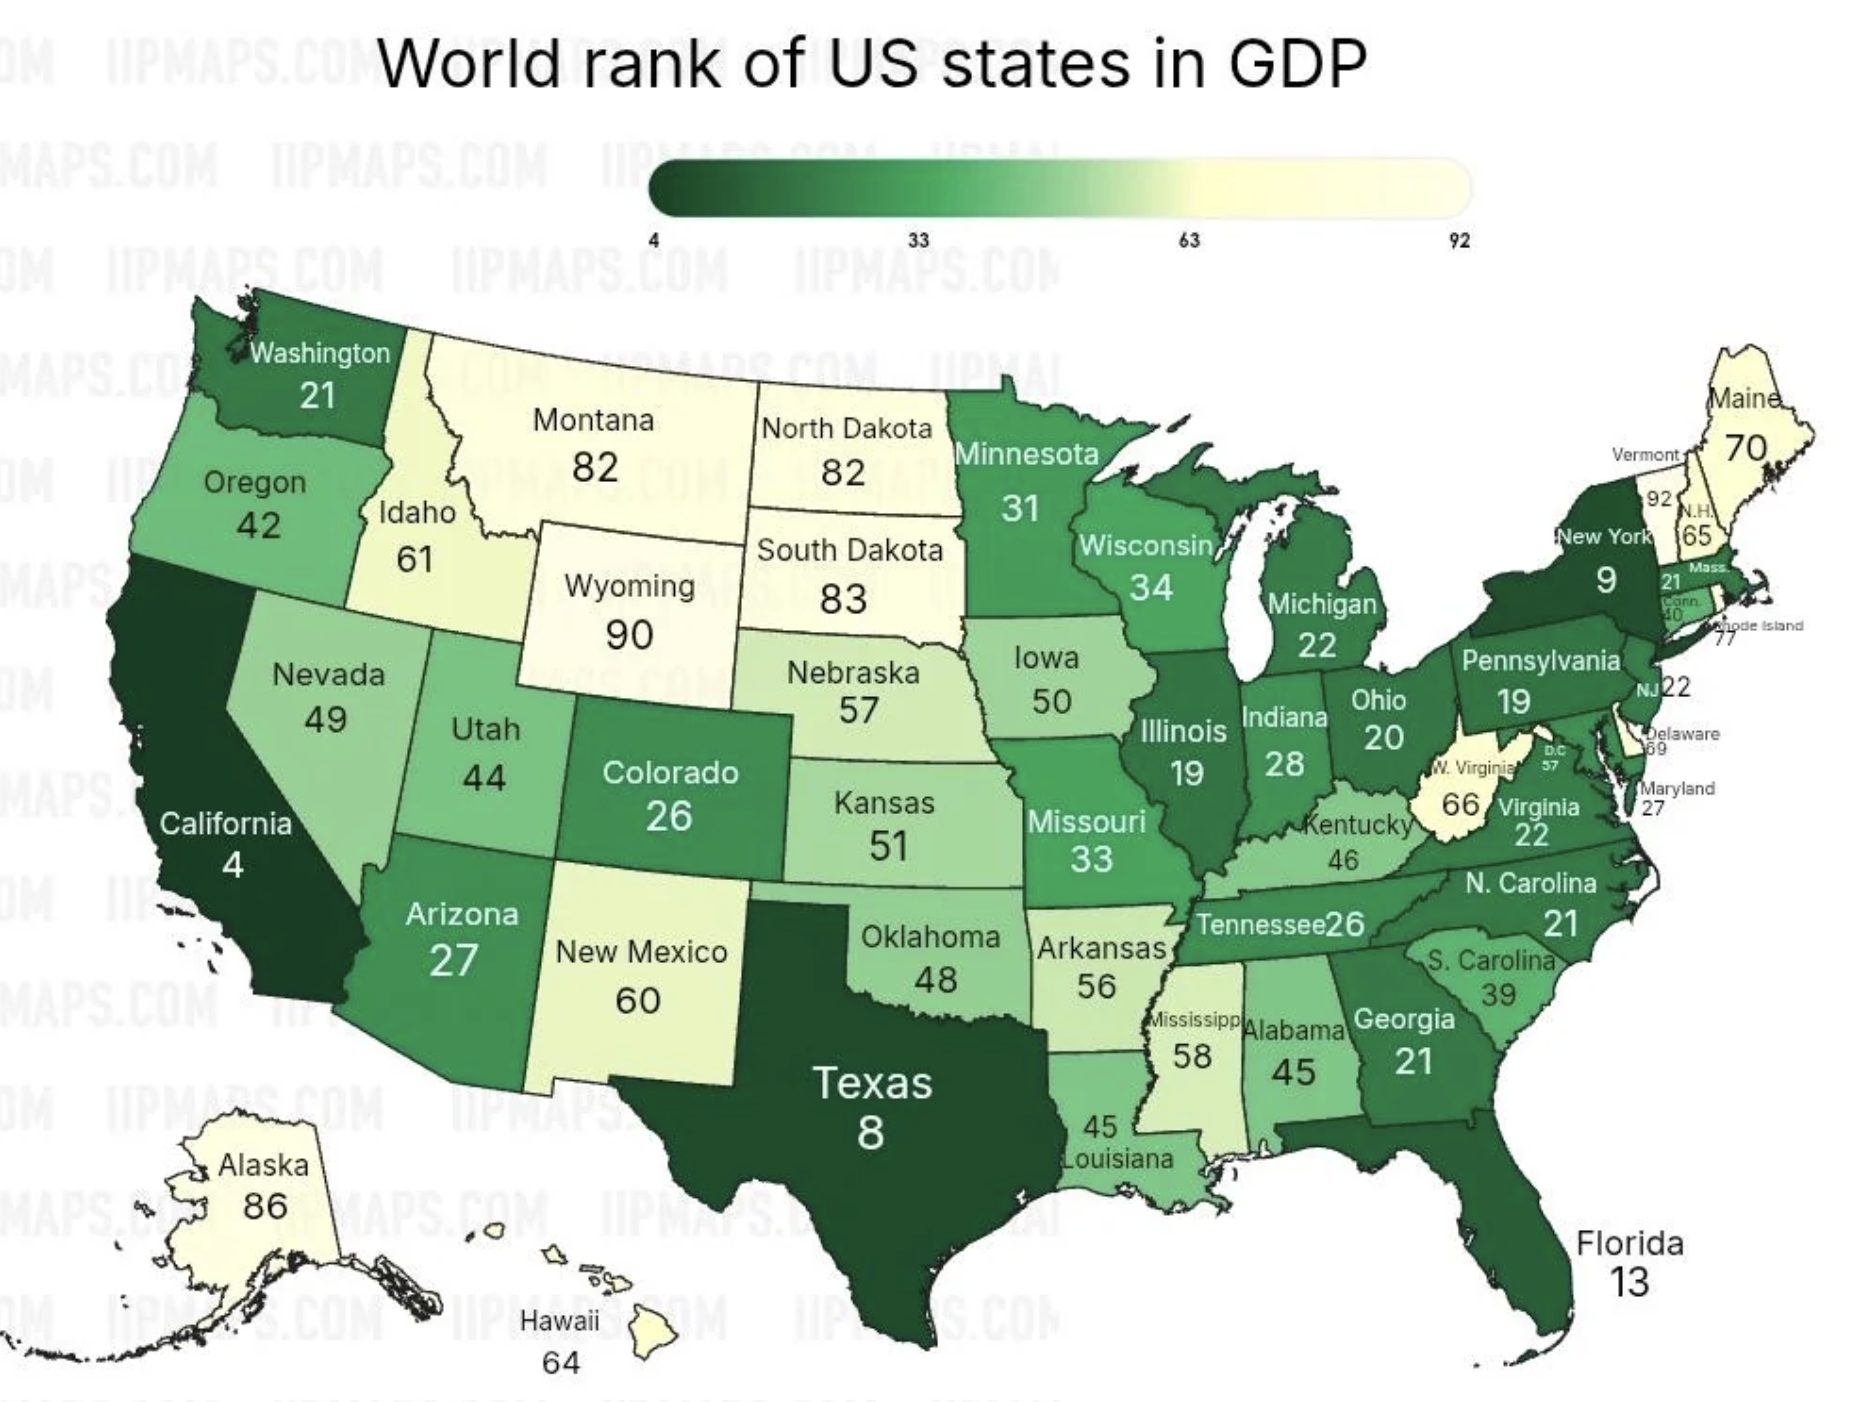 World rank of US states in GDP
IIPMAPS.COM
4
33
63
92
Washington
21
Oregon
42
Idaho
61
Montana
82
North Dakota
82
Minnesota
31
Wyoming
90
South Dakota
83
Wisconsin
34
Michigan
22
New York
9
Vermont
92
N.H.
65
Maine
70
Mass.
21
Conn.
40
Rhode Island
77
California
4
Nevada
49
Utah
44
Colorado
26
Nebraska
57
Kansas
51
Iowa
50
Missouri
33
Illinois
19
Indiana
28
Ohio
20
Pennsylvania
19
NJ 22
Delaware
69
D.C
57
Maryland
27
W. Virginia
66
Virginia
22
Kentucky
46
Tennessee 26
N. Carolina
21
S. Carolina
39
Arizona
27
New Mexico
60
Oklahoma
48
Arkansas
56
Mississippi
58
Alabama
45
Georgia
21
Texas
8
45
Louisiana
Florida
13
Alaska
86
Hawaii
64